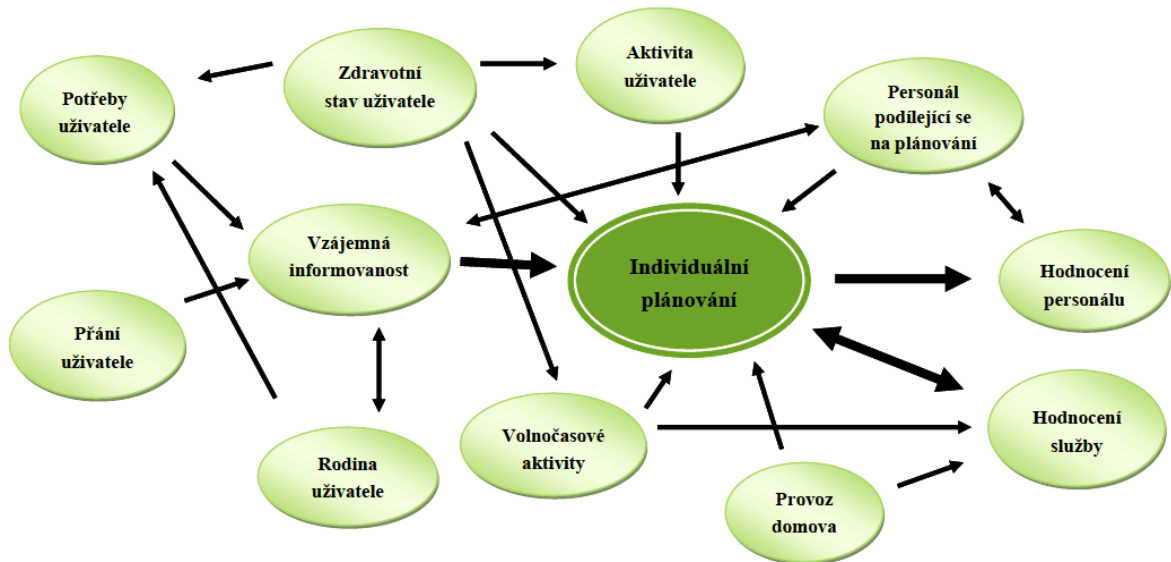 Potřeby
uživatele
Zdravotní
stav uživatele
Aktivita
uživatele
Personál
podílející se
na plánování
Vzájemná
informovanost
Individuální
plánování
Hodnocení
personálu
Přání
uživatele
Rodina
uživatele
Volnočasové
aktivity
Provoz
domova
Hodnocení
služby